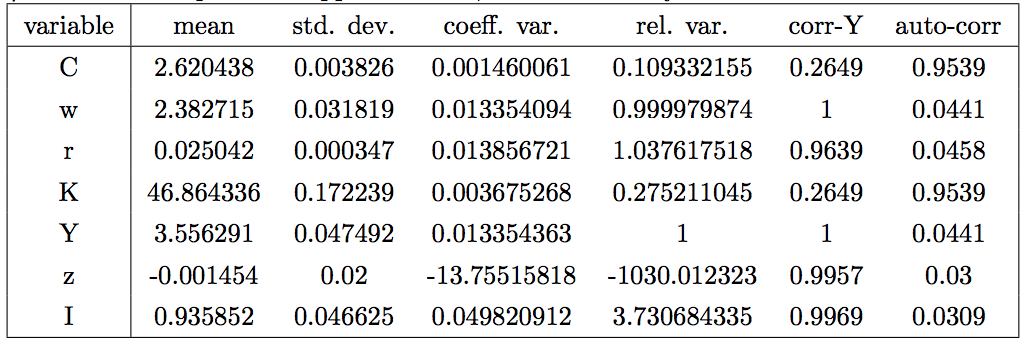 variable mean std. dev. coeff. var. rel. var. corr-Y auto-corr
C 2.620438 0.003826 0.001460061 0.109332155 0.2649 0.9539
w 2.382715 0.031819 0.013354094 0.999979874 1 0.0441
r 0.025042 0.000347 0.013856721 1.037617518 0.9639 0.0458
K 46.864336 0.172239 0.003675268 0.275211045 0.2649 0.9539
Y 3.556291 0.047492 0.013354363 1 1 0.0441
z -0.001454 0.02 -13.75515818 -1030.012323 0.9957 0.03
I 0.935852 0.046625 0.049820912 3.730684335 0.9969 0.0309